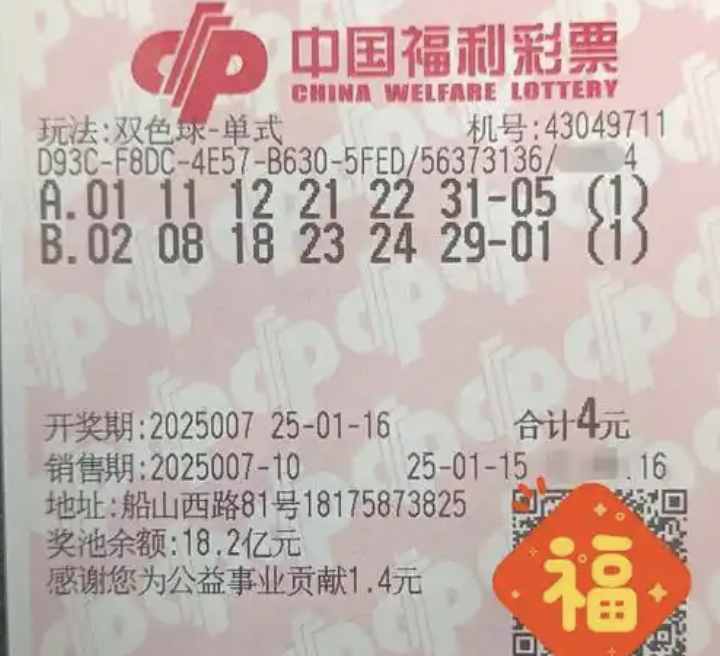 中国福利彩票
CHINA WELFARE LOTTERY
玩法:双色球-单式 机号:43049711
D93C-F8DC-4E57-B630-5FED/56373136/ 4
A.01 11 12 21 22 31-05 (1)
B.02 08 18 23 24 29-01 (1)
开奖期:2025007 25-01-16 合计4元
销售期:2025007-10 25-01-15 .16
地址:船山西路81号18175873825
奖池余额:18.2亿元
感谢您为公益事业贡献1.4元
福